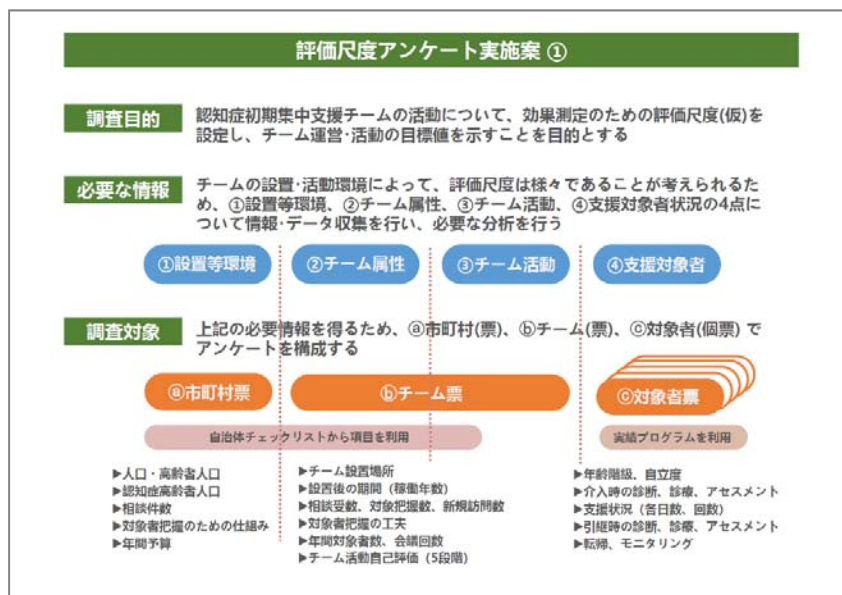 評価尺度アンケート実施案 ①
調査目的
認知症初期集中支援チームの活動について、効果測定のための評価尺度(仮)を
設定し、チーム運営・活動の目標値を示すことを目的とする
必要な情報
チームの設置・活動環境によって、評価尺度は様々であることが考えられるた
め、①設置等環境、②チーム属性、③チーム活動、④支援対象者状況の4点に
ついて情報・データ収集を行い、必要な分析を行う
①設置等環境
②チーム属性
③チーム活動
④支援対象者
調査対象
上記の必要情報を得るため、ⓐ市町村(票)、ⓑチーム(票)、ⓒ対象者(個票) で
アンケートを構成する
ⓐ市町村票
ⓑチーム票
ⓒ対象者票
自治体チェックリストから項目を利用
実績プログラムを利用
▶人口・高齢者人口
▶認知症高齢者人口
▶相談件数
▶対象者把握のための仕組み
▶年間予算
▶チーム設置場所
▶設置後の期間（稼働年数）
▶相談受数、対象把握数、新規訪問数
▶対象者把握の工夫
▶年間対象者数、会議回数
▶チーム活動自己評価（5段階）
▶年齢階級、自立度
▶介入時の診断、診療、アセスメント
▶支援状況（各日数、回数）
▶引継時の診断、診療、アセスメント
▶転帰、モニタリング